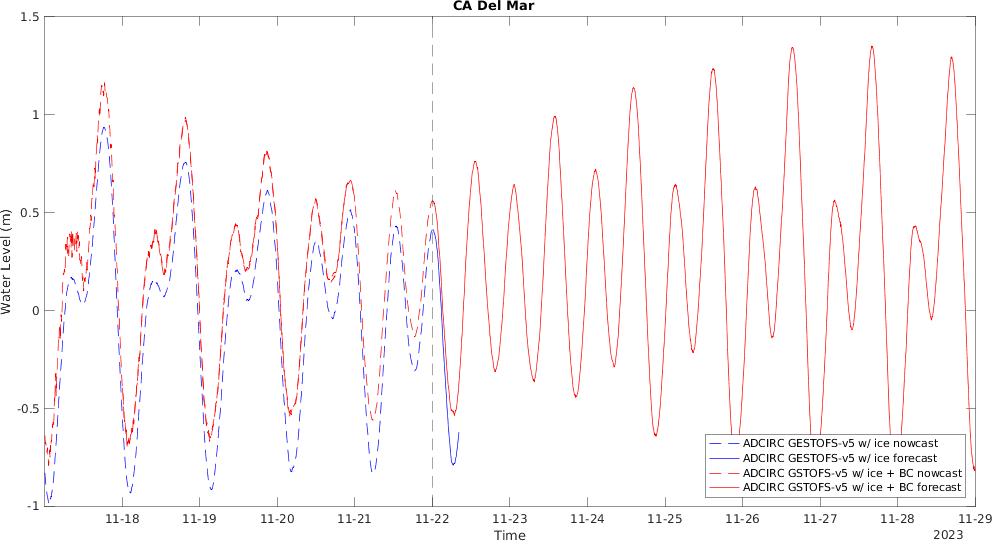 CA Del Mar
1.5
1
0.5
0
-0.5
-1
Water Level (m)
11-18
11-19
11-20
11-21
11-22
11-23
11-24
11-25
11-26
11-27
11-28
11-29
Time
2023
ADCIRC GESTOFS-v5 w/ ice nowcast
ADCIRC GESTOFS-v5 w/ ice forecast
ADCIRC GSTOFS-v5 w/ ice + BC nowcast
ADCIRC GSTOFS-v5 w/ ice + BC forecast